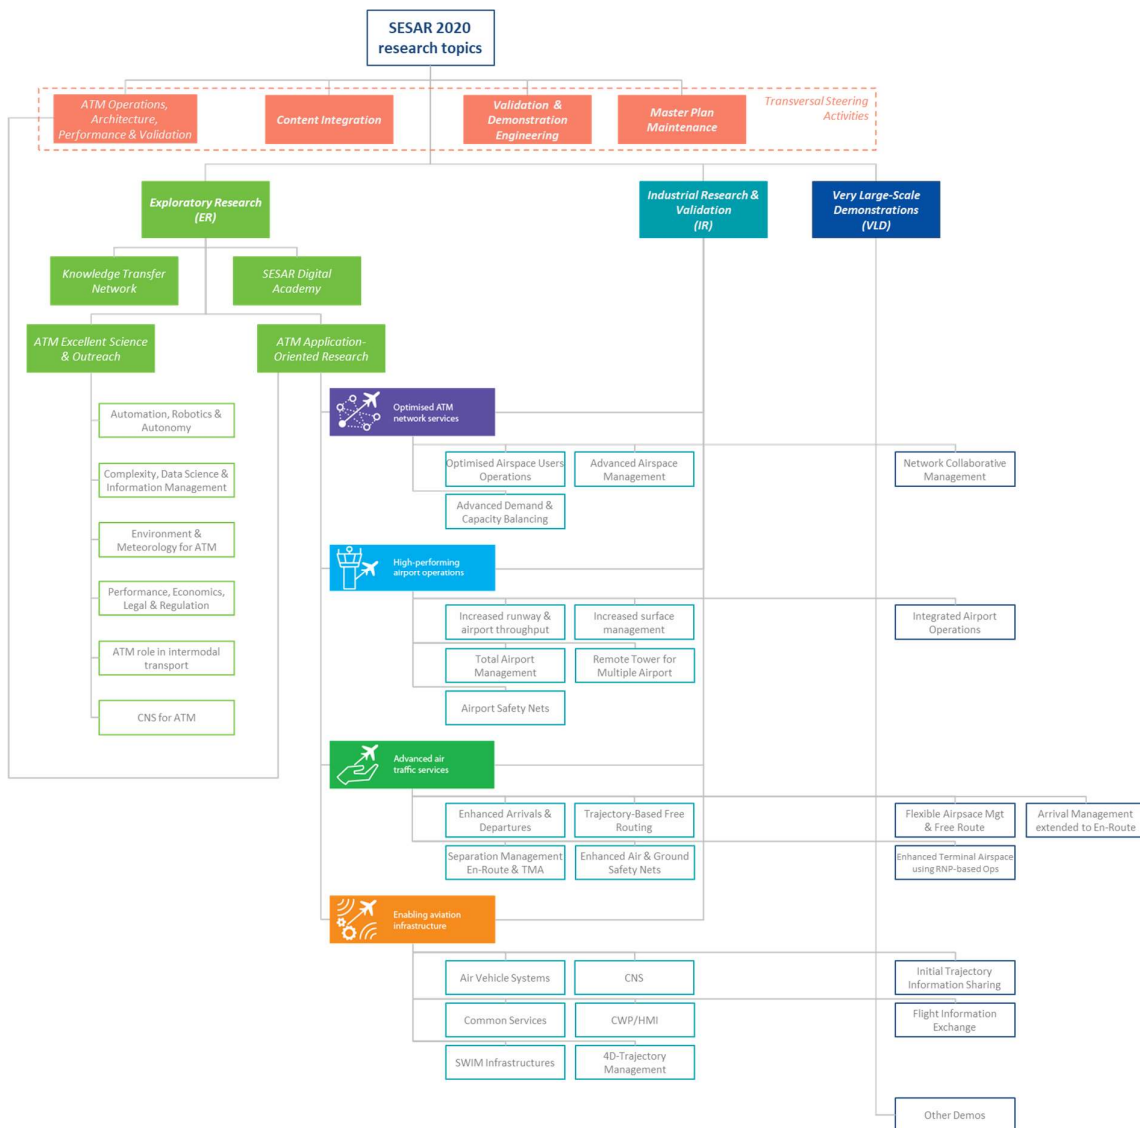 SESAR 2020
research topics
ATM Operations,
Architecture,
Performance & Validation
Content Integration
Validation &
Demonstration
Engineering
Master Plan
Maintenance
Transversal Steering
Activities
Exploratory Research
(ER)
Industrial Research &
Validation
(IR)
Very Large-Scale
Demonstrations
(VLD)
Knowledge Transfer
Network
SESAR Digital
Academy
ATM Excellent Science
& Outreach
ATM Application-
Oriented Research
Automation, Robotics &
Autonomy
Complexity, Data Science &
Information Management
Environment &
Meteorology for ATM
Performance, Economics,
Legal & Regulation
ATM role in intermodal
transport
CNS for ATM
Optimised ATM
network services
Optimised Airspace Users
Operations
Advanced Airspace
Management
Network Collaborative
Management
Advanced Demand &
Capacity Balancing
High-performing
airport operations
Increased runway &
airport throughput
Increased surface
management
Integrated Airport
Operations
Total Airport
Management
Remote Tower for
Multiple Airport
Airport Safety Nets
Advanced air
traffic services
Enhanced Arrivals &
Departures
Trajectory-Based Free
Routing
Flexible Airpsace Mgt
& Free Route
Arrival Management
extended to En-Route
Separation Management
En-Route & TMA
Enhanced Air & Ground
Safety Nets
Enhanced Terminal Airspace
using RNP-based Ops
Enabling aviation
infrastructure
Air Vehicle Systems
CNS
Initial Trajectory
Information Sharing
Common Services
CWP/HMI
Flight Information
Exchange
SWIM Infrastructures
4D-Trajectory
Management
Other Demos